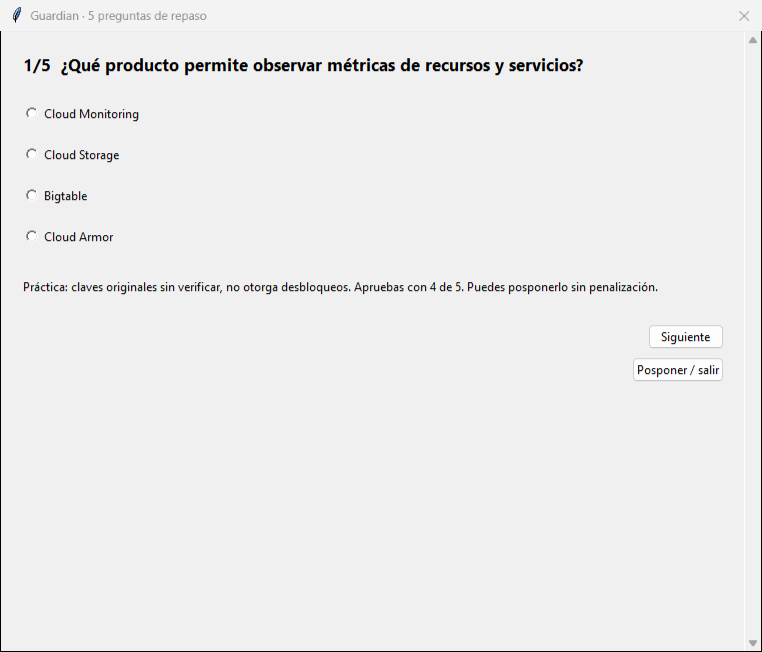 Guardian · 5 preguntas de repaso
1/5 ¿Qué producto permite observar métricas de recursos y servicios?
Cloud Monitoring
Cloud Storage
Bigtable
Cloud Armor
Práctica: claves originales sin verificar, no otorga desbloqueos. Apruebas con 4 de 5. Puedes posponerlo sin penalización.
Siguiente
Posponer / salir